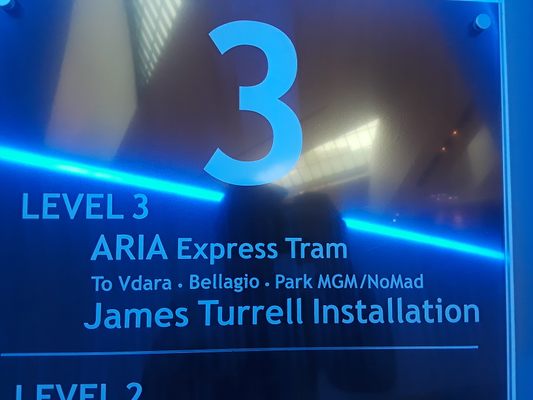 3
LEVEL 3
ARIA Express Tram
To Vdara • Bellagio • Park MGM/NoMad
James Turrell Installation
LEVEL 2